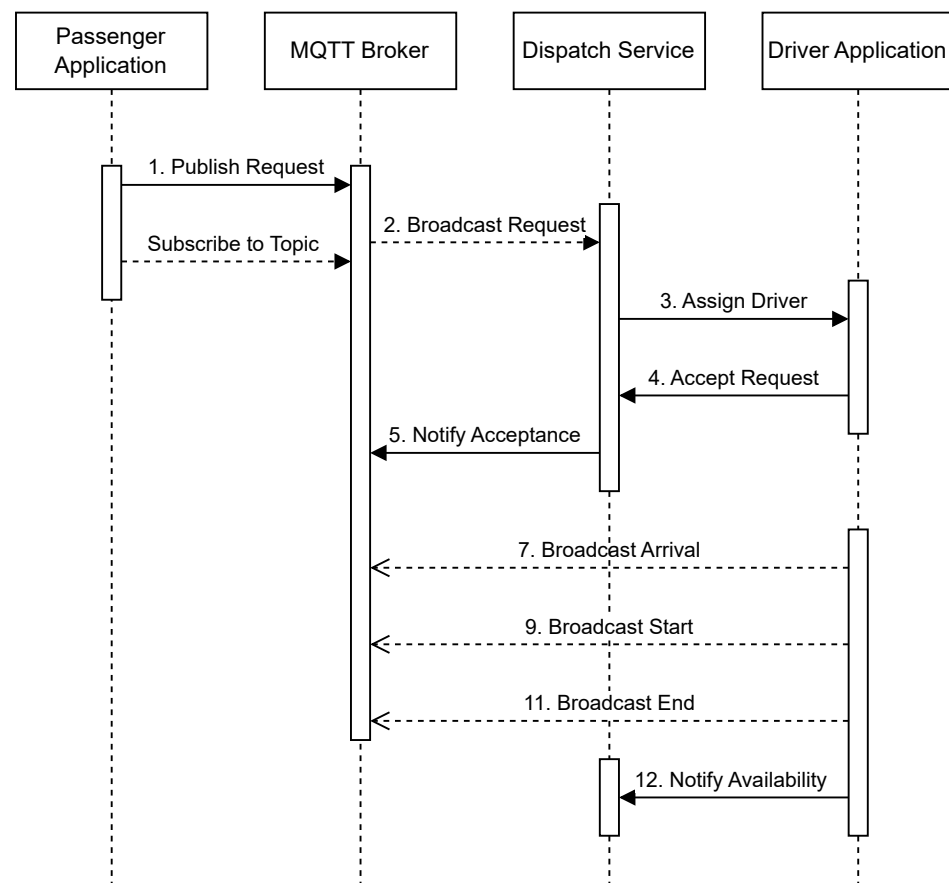 Passenger
Application
MQTT Broker
Dispatch Service
Driver Application
1. Publish Request
2. Broadcast Request
Subscribe to Topic
3. Assign Driver
4. Accept Request
5. Notify Acceptance
7. Broadcast Arrival
9. Broadcast Start
11. Broadcast End
12. Notify Availability